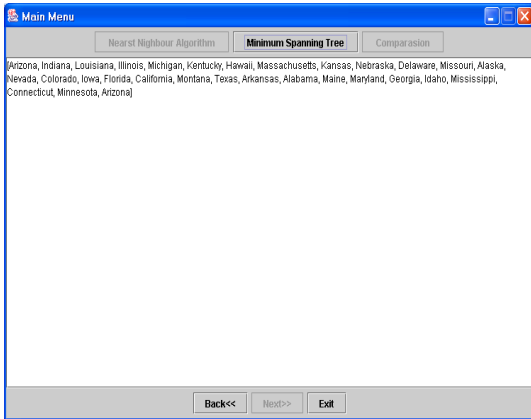 Main Menu
Nearst Nighbour Algorithm Minimum Spanning Tree Comparasion
[Arizona, Indiana, Louisiana, Illinois, Michigan, Kentucky, Hawaii, Massachusetts, Kansas, Nebraska, Delaware, Missouri, Alaska,
Nevada, Colorado, Iowa, Florida, California, Montana, Texas, Arkansas, Alabama, Maine, Maryland, Georgia, Idaho, Mississippi,
Connecticut, Minnesota, Arizona]
Back<< Next>> Exit